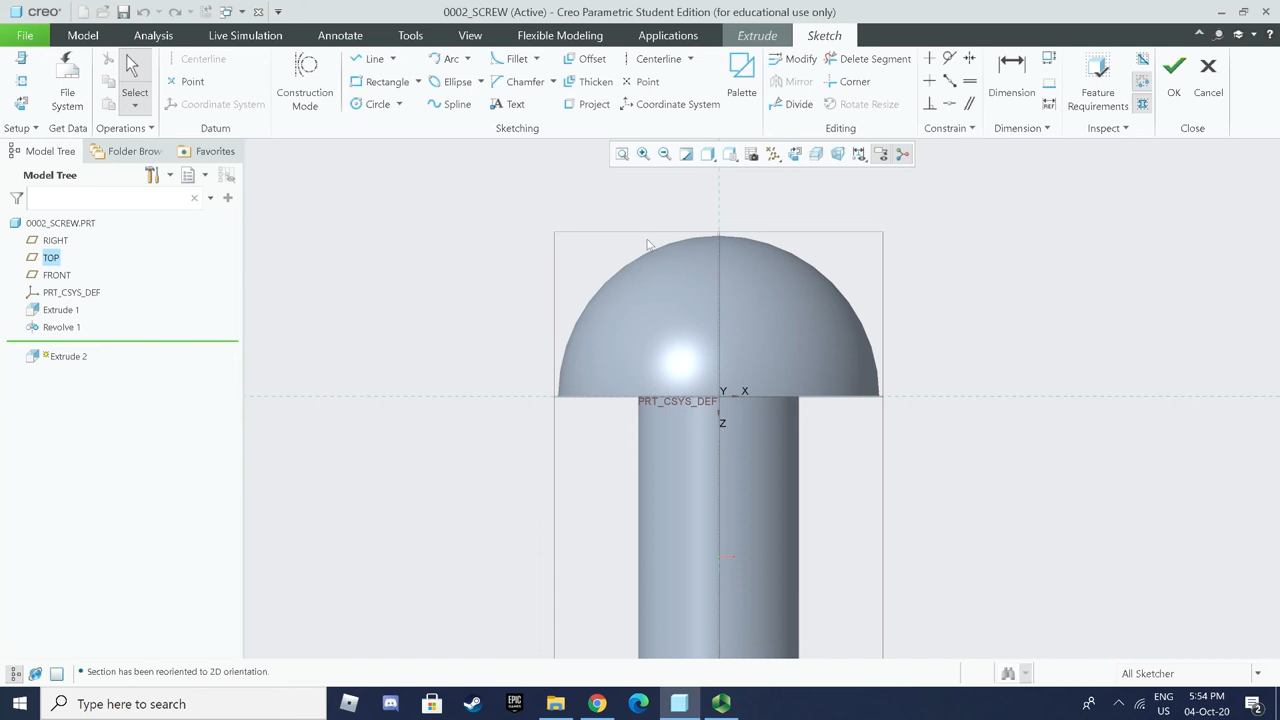 creo
0002_SCREW (Active) - Creo Parametric Student Edition (for educational use only)
File Model Analysis Live Simulation Annotate Tools View Flexible Modeling Applications Extrude Sketch
Centerline Line Arc Fillet Offset Centerline Modify Delete Segment
Point Rectangle Ellipse Chamfer Thicken Point Mirror Corner
File System Select Coordinate System Construction Mode Circle Spline Text Project Coordinate System Palette Divide Rotate Resize Dimension Feature Requirements OK Cancel
Setup Get Data Operations Datum Sketching Editing Constrain Dimension Inspect Close
Model Tree Folder Brow Favorites
Model Tree
0002_SCREW.PRT
RIGHT
TOP
FRONT
PRT_CSYS_DEF
Extrude 1
Revolve 1
Extrude 2
Y X
PRT_CSYS_DEF
Z
REF
• Section has been reoriented to 2D orientation.
All Sketcher
Type here to search
EPIC GAMES
ENG 5:54 PM
US 04-Oct-20
2